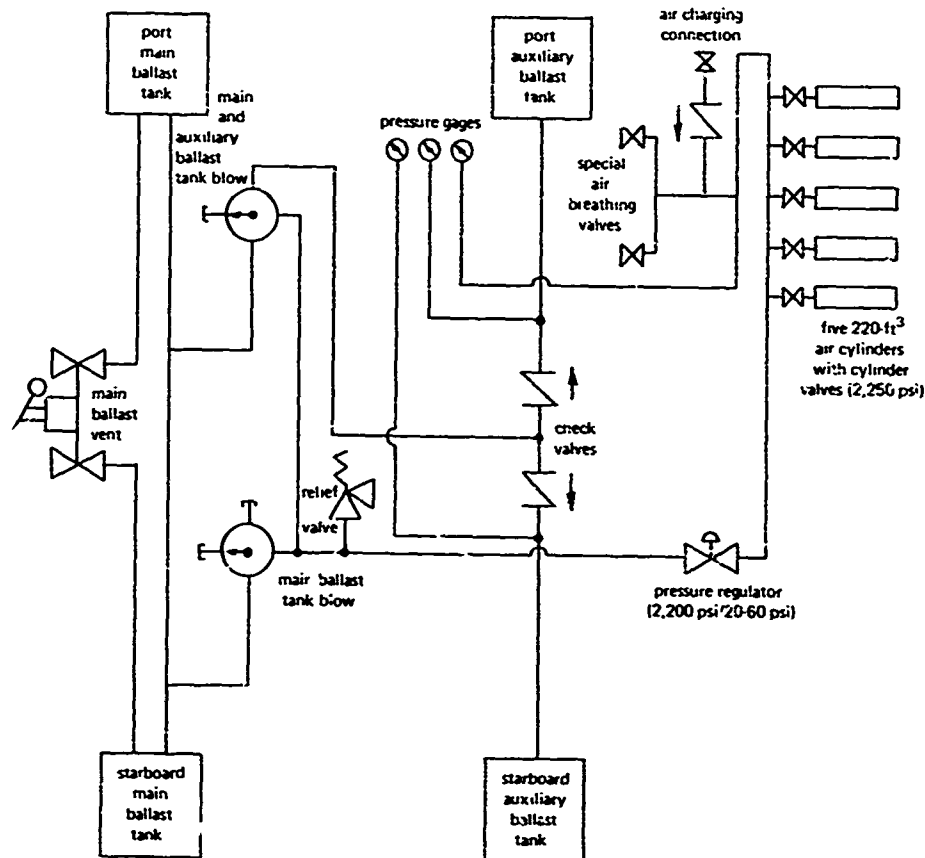 port
main
ballast
tank
main
and
auxiliary
ballast
tank blow
pressure gages
port
auxiliary
ballast
tank
air charging
connection
special
air
breathing
valves
five 220-ft³
air cylinders
with cylinder
valves (2,250 psi)
main
ballast
vent
check
valves
relief
valve
main ballast
tank blow
pressure regulator
(2,200 psi/20-60 psi)
starboard
main
ballast
tank
starboard
auxiliary
ballast
tank